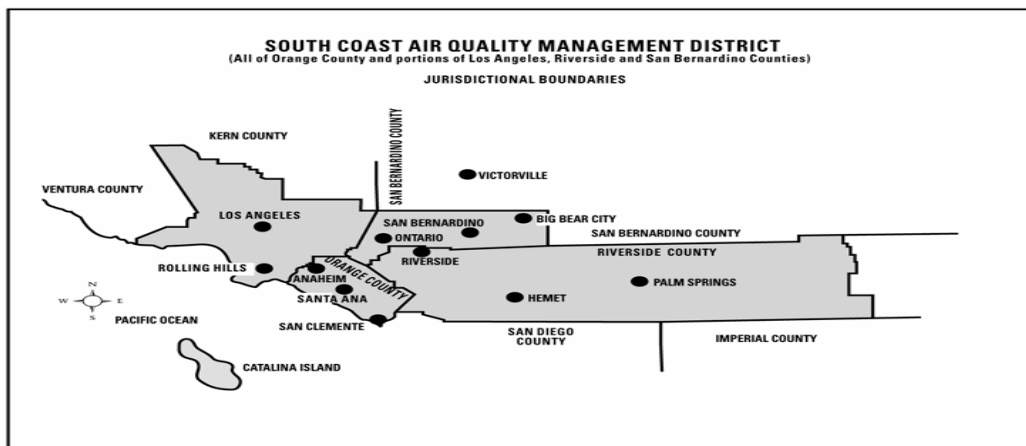 SOUTH COAST AIR QUALITY MANAGEMENT DISTRICT
(All of Orange County and portions of Los Angeles, Riverside and San Bernardino Counties)
JURISDICTIONAL BOUNDARIES
KERN COUNTY
SAN BERNARDINO COUNTY
VICTORVILLE
VENTURA COUNTY
LOS ANGELES
SAN BERNARDINO
BIG BEAR CITY
ONTARIO
SAN BERNARDINO COUNTY
RIVERSIDE COUNTY
RIVERSIDE
ROLLING HILLS
ORANGE COUNTY
ANAHEIM
PALM SPRINGS
SANTA ANA
HEMET
N
W
E
S
PACIFIC OCEAN
SAN CLEMENTE
SAN DIEGO
COUNTY
IMPERIAL COUNTY
CATALINA ISLAND